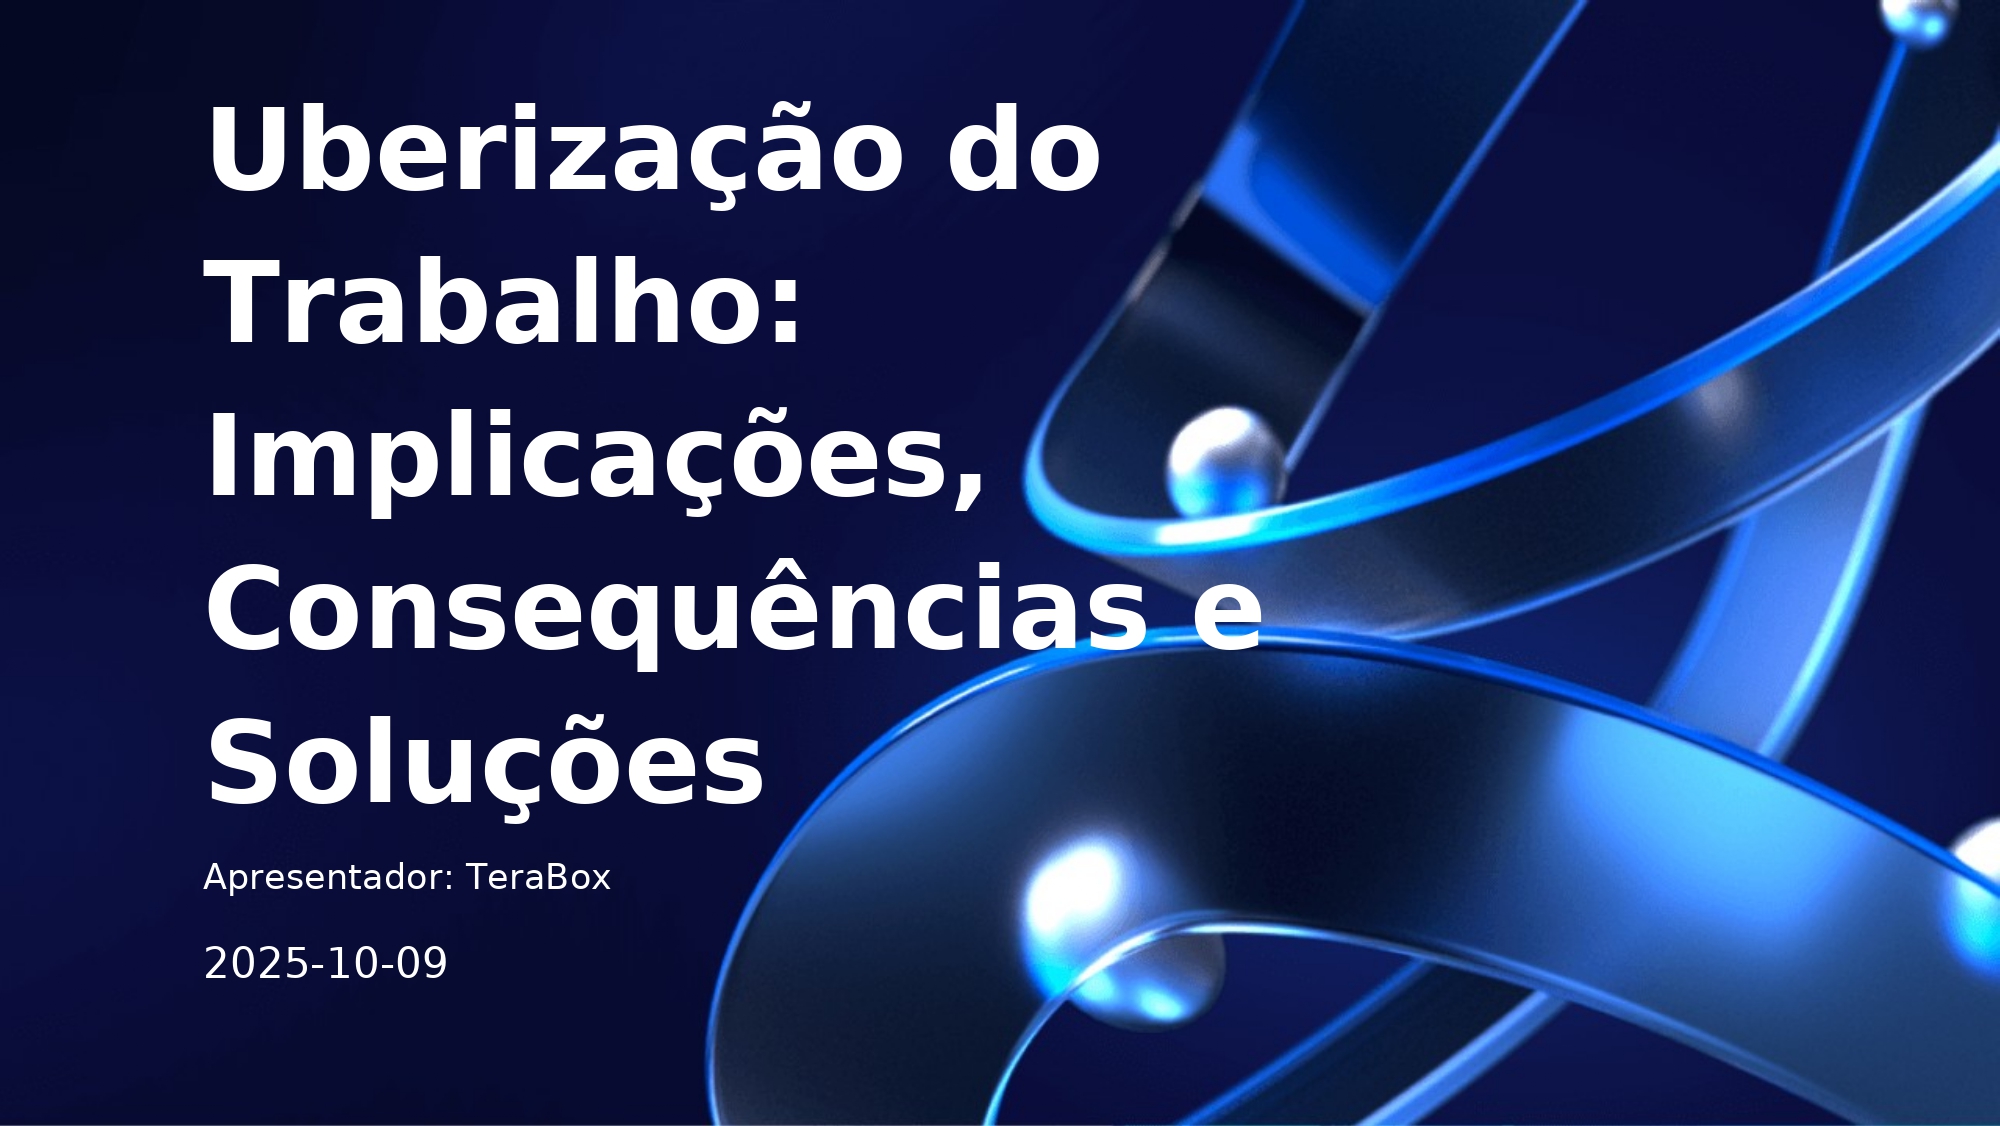 Uberização do
Trabalho:
Implicações,
Consequências e
Soluções
Apresentador: TeraBox
2025-10-09